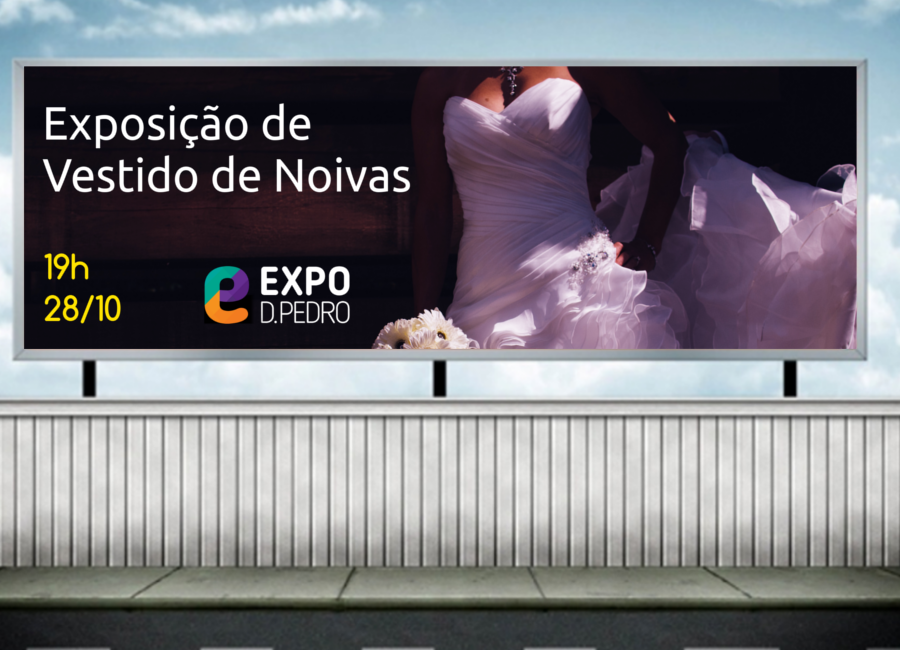 Exposição de
Vestido de Noivas
19h
28/10
EXPO
D.PEDRO